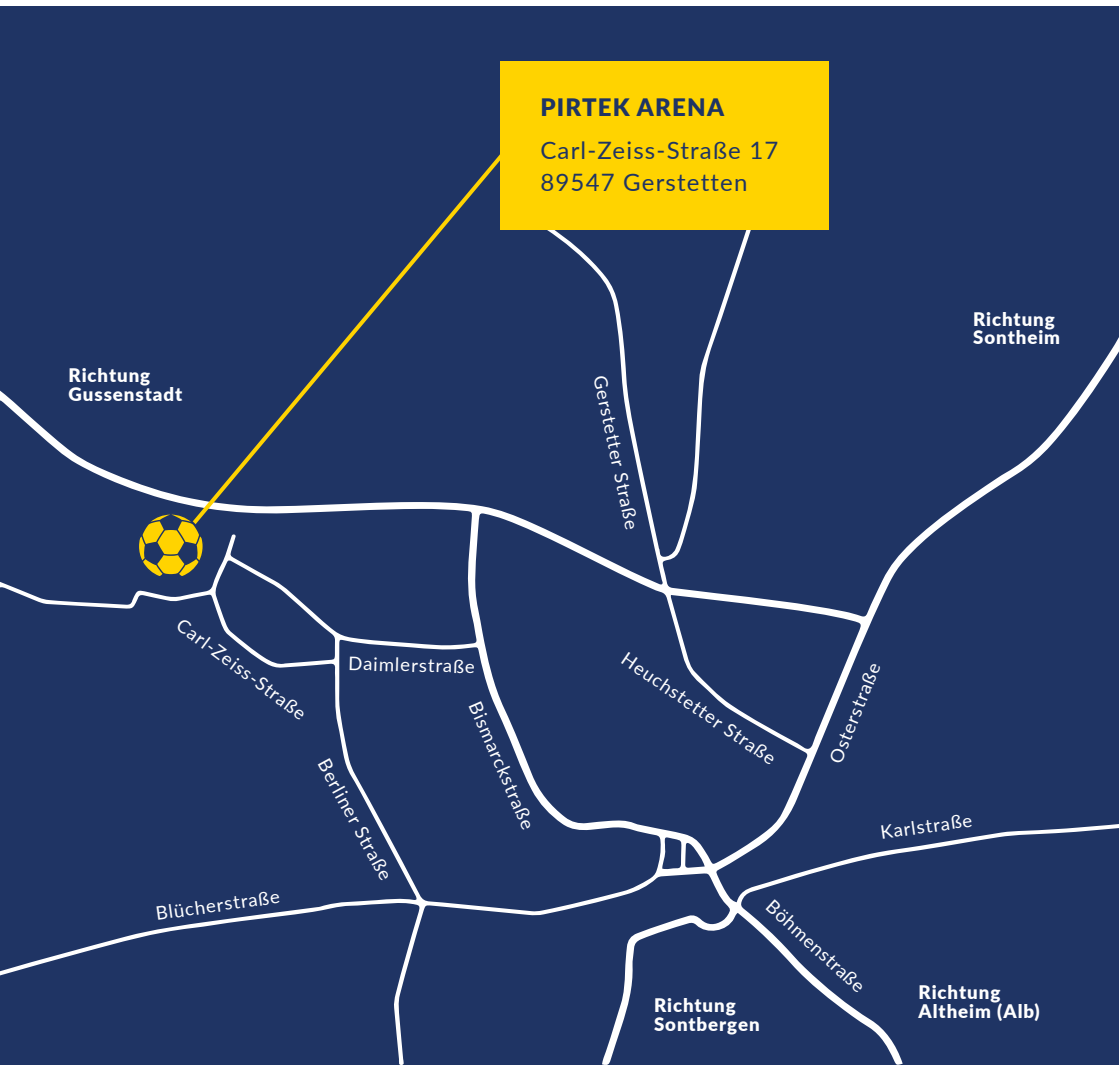 PIRTEK ARENA
Carl-Zeiss-Straße 17
89547 Gerstetten
Richtung
Sontheim
Richtung
Gussenstadt
Gerstetter Straße
Carl-Zeiss-Straße
Daimlerstraße
Heuchstetter Straße
Osterstraße
Bismarckstraße
Berliner Straße
Karlstraße
Blücherstraße
Böhmenstraße
Richtung
Sontbergen
Richtung
Altheim (Alb)